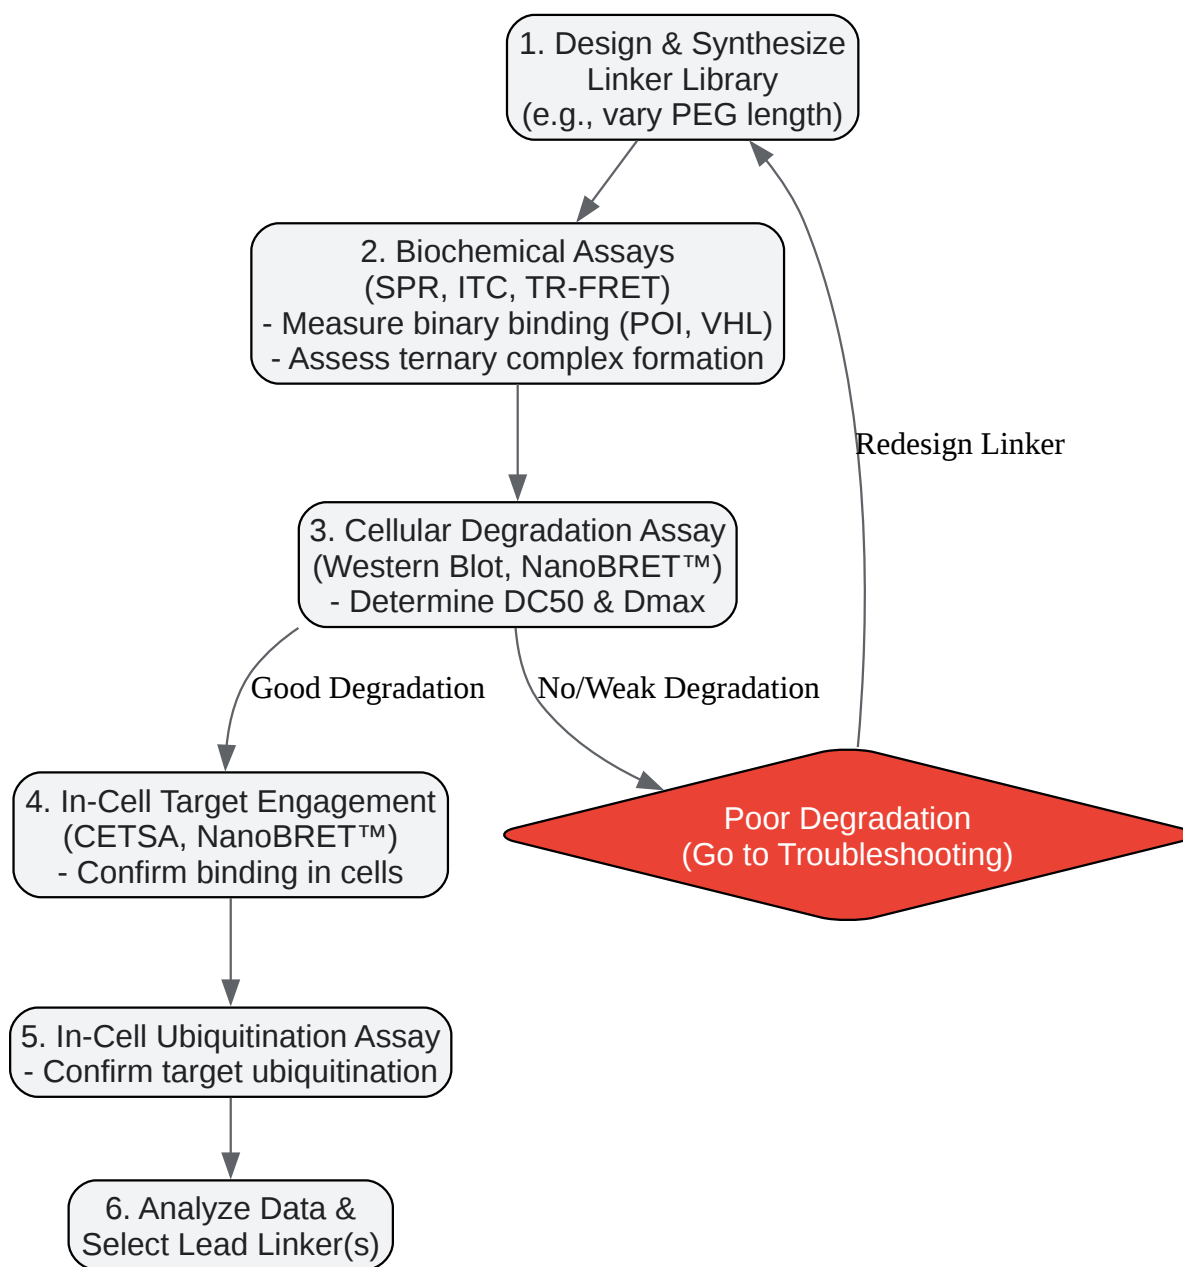 1. Design & Synthesize
Linker Library
(e.g., vary PEG length)
2. Biochemical Assays
(SPR, ITC, TR-FRET)
- Measure binary binding (POI, VHL)
- Assess ternary complex formation
Redesign Linker
3. Cellular Degradation Assay
(Western Blot, NanoBRET™)
- Determine DC50 & Dmax
Good Degradation
No/Weak Degradation
4. In-Cell Target Engagement
(CETSA, NanoBRET™)
- Confirm binding in cells
Poor Degradation
(Go to Troubleshooting)
5. In-Cell Ubiquitination Assay
- Confirm target ubiquitination
6. Analyze Data &
Select Lead Linker(s)